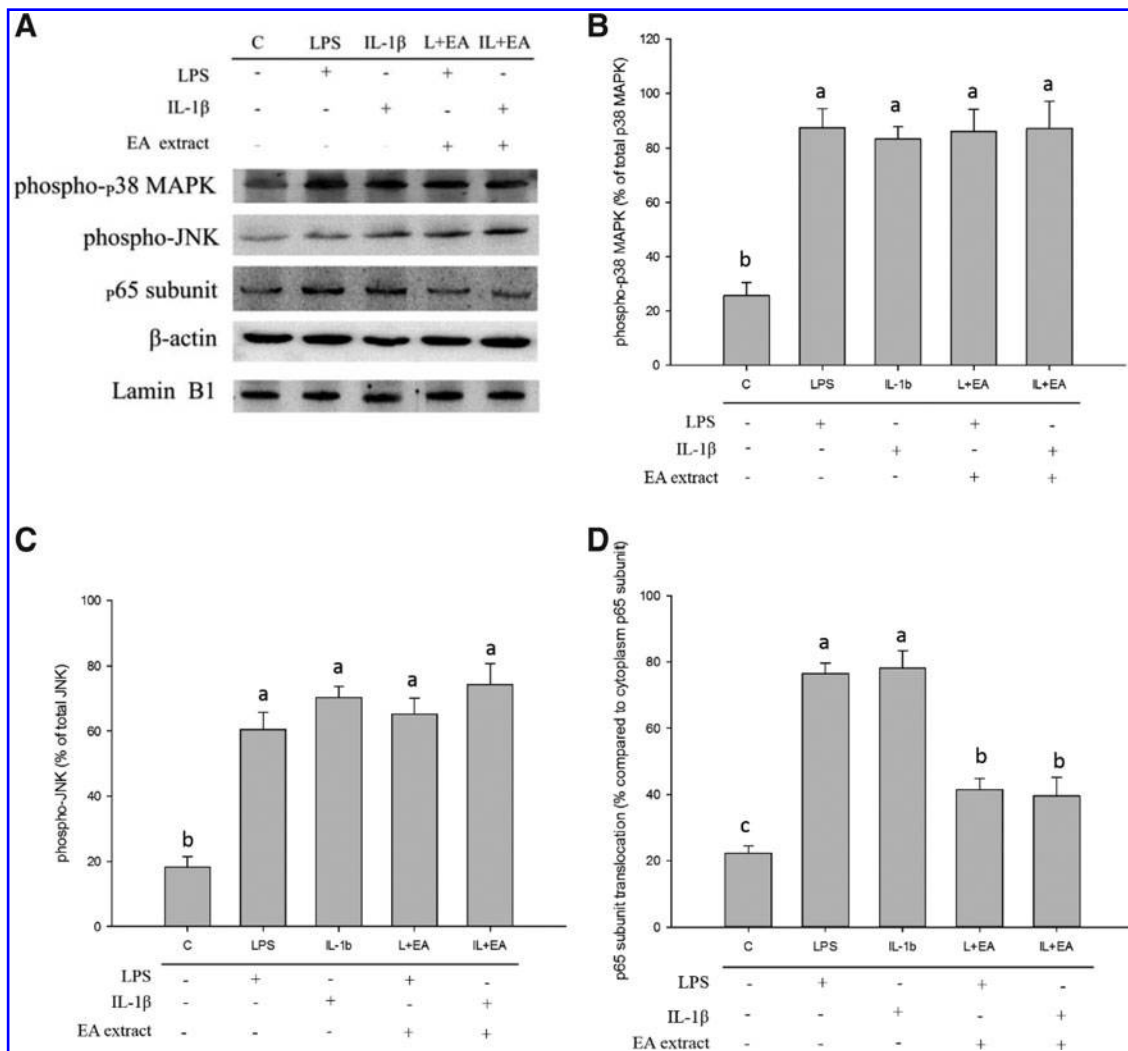 A
C LPS IL-1β L+EA IL+EA
LPS - + - + -
IL-1β - - + - +
EA extract - - - + +
phospho-p38 MAPK
phospho-JNK
p65 subunit
β-actin
Lamin B1
B
phospho-p38 MAPK (% of total p38 MAPK)
120
100
80
60
40
20
0
b a a a a
C LPS IL-1b L+EA IL+EA
LPS - + - + -
IL-1β - - + - +
EA extract - - - + +
C
phospho-JNK (% of total JNK)
100
80
60
40
20
0
b a a a a
C LPS IL-1b L+EA IL+EA
LPS - + - + -
IL-1β - - + - +
EA extract - - - + +
D
p65 subunit translocation (% compared to cytoplasm p65 subunit)
100
80
60
40
20
0
c a a b b
C LPS IL-1b L+EA IL+EA
LPS - + - + -
IL-1β - - + - +
EA extract - - - + +